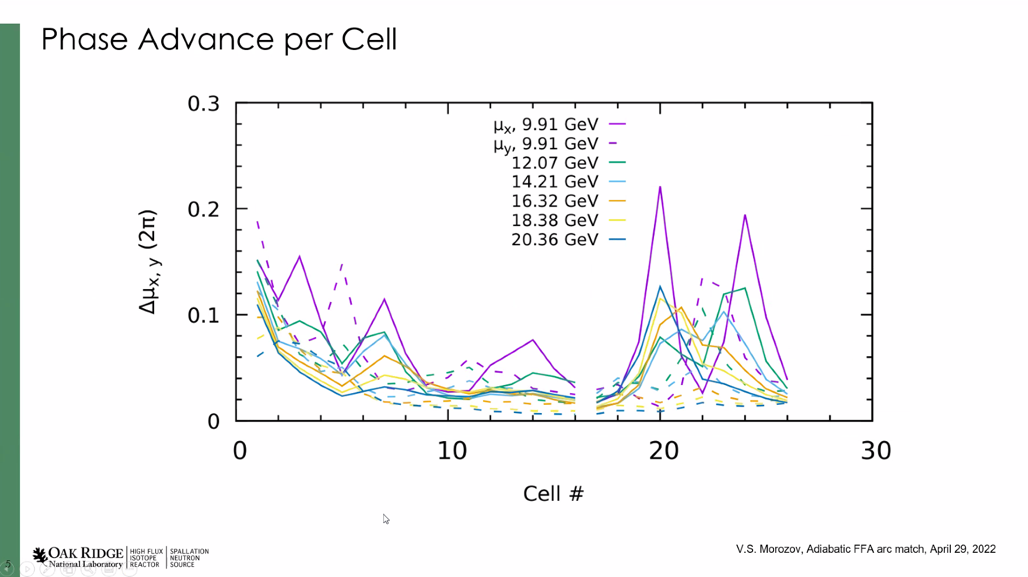 Phase Advance per Cell
0.3
0.2
0.1
0
Δμx, y (2π)
μx, 9.91 GeV
μy, 9.91 GeV
12.07 GeV
14.21 GeV
16.32 GeV
18.38 GeV
20.36 GeV
0 10 20 30
Cell #
5
OAK RIDGE
National Laboratory
HIGH FLUX
ISOTOPE
REACTOR
SPALLATION
NEUTRON
SOURCE
V.S. Morozov, Adiabatic FFA arc match, April 29, 2022